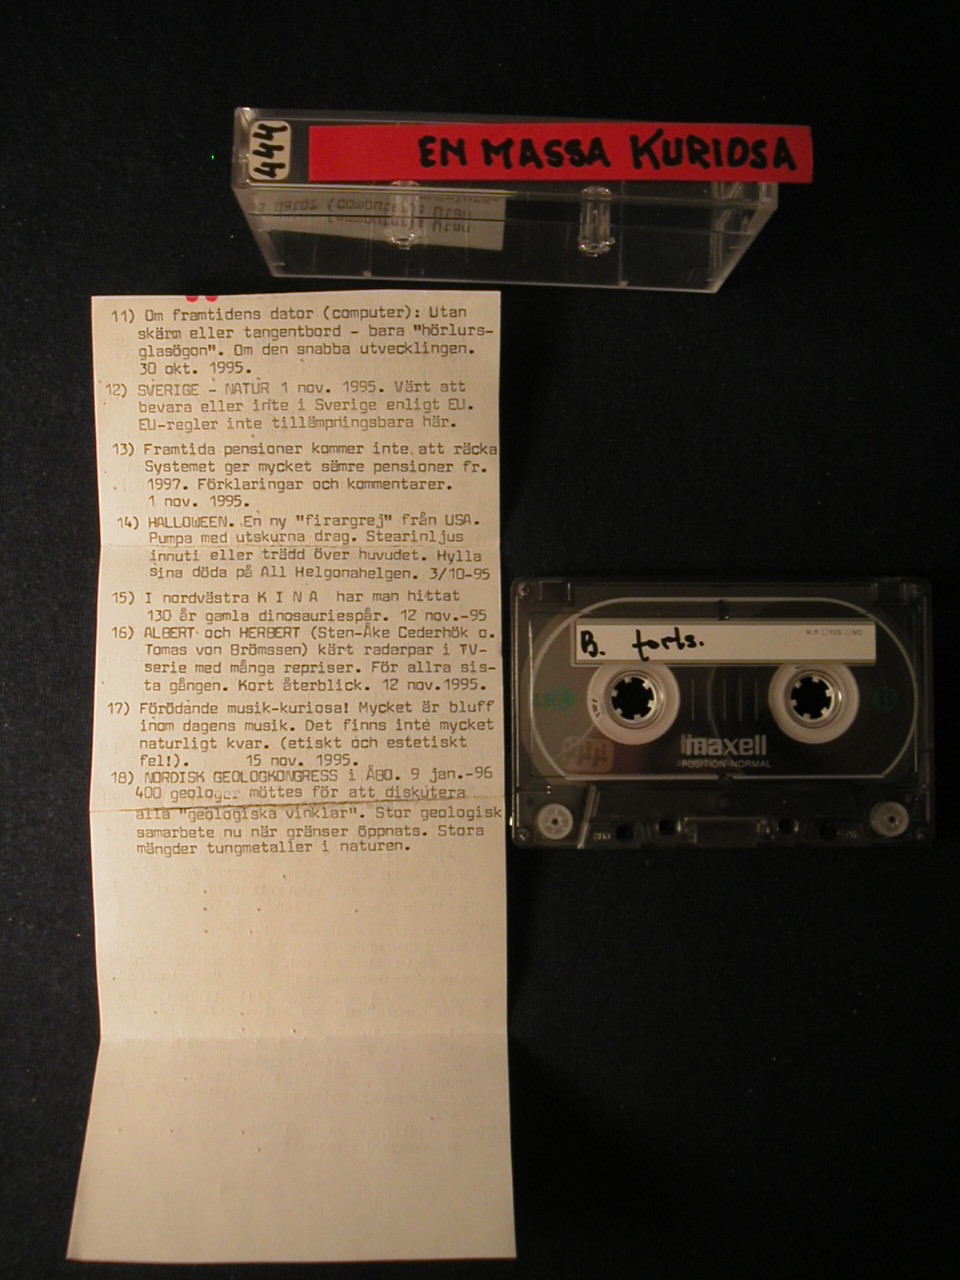 444
EN MASSA KURIOSA
dator (computer): Utan
(computer): Utan
11) Om framtidens dator (computer): Utan
skärm eller tangentbord - bara "hörlurs-
glasögon". Om den snabba utvecklingen.
30 okt. 1995.
12) SVERIGE - NATUR 1 nov. 1995. Värt att
bevara eller inte i Sverige enligt EU.
EU-regler inte tillämpningsbara här.
13) Framtida pensioner kommer inte att räcka
Systemet ger mycket sämre pensioner fr.
1997. Förklaringar och kommentarer.
1 nov. 1995.
14) HALLOWEEN. En ny "firargrej" från USA.
Pumpa med utskurna drag. Stearinljus
innuti eller trädd över huvudet. Hylla
sina döda på All Helgonahelgen. 3/10-95
15) I nordvästra K I N A har man hittat
130 år gamla dinosauriespår. 12 nov.-95
16) ALBERT och HERBERT (Sten-Åke Cederhök o.
Tomas von Brömssen) kärt radarpar i TV-
serie med många repriser. För allra sis-
ta gången. Kort återblick. 12 nov.1995.
17) Förödande musik-kuriosa! Mycket är bluff
inom dagens musik. Det finns inte mycket
naturligt kvar. (etiskt och estetiskt
fel!). 15 nov. 1995.
18) NORDISK GEOLOGKONGRESS i ÅBO. 9 jan.-96
400 geologer möttes för att diskutera
alla "geologiska vinklar". Stor geologisk
samarbete nu när gränser öppnats. Stora
mängder tungmetaller i naturen.
B. forts.
N.R □YES □NO
maxell
POSITION·NORMAL